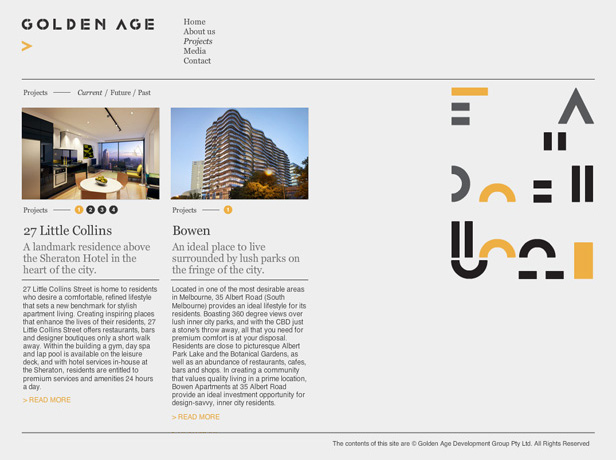 GOLDEN AGE
>
Home
About us
Projects
Media
Contact
Projects —— Current / Future / Past
Projects —— 1 2 3 4
27 Little Collins
A landmark residence above
the Sheraton Hotel in the
heart of the city.
27 Little Collins Street is home to residents
who desire a comfortable, refined lifestyle
that sets a new benchmark for stylish
apartment living. Creating inspiring places
that enhance the lives of their residents, 27
Little Collins Street offers restaurants, bars
and designer boutiques only a short walk
away. Within the building a gym, day spa
and lap pool is available on the leisure
deck, and with hotel services in-house at
the Sheraton, residents are entitled to
premium services and amenities 24 hours
a day.
> READ MORE
Projects —— 1
Bowen
An ideal place to live
surrounded by lush parks on
the fringe of the city.
Located in one of the most desirable areas
in Melbourne, 35 Albert Road (South
Melbourne) provides an ideal lifestyle for its
residents. Boasting 360 degree views over
lush inner city parks, and with the CBD just
a stone's throw away, all that you need for
premium comfort is at your disposal.
Residents are close to picturesque Albert
Park Lake and the Botanical Gardens, as
well as an abundance of restaurants, cafes,
bars and shops. In creating a community
that values quality living in a prime location,
Bowen Apartments at 35 Albert Road
provide an ideal investment opportunity for
design-savvy, inner city residents.
> READ MORE
The contents of this site are © Golden Age Development Group Pty Ltd. All Rights Reserved